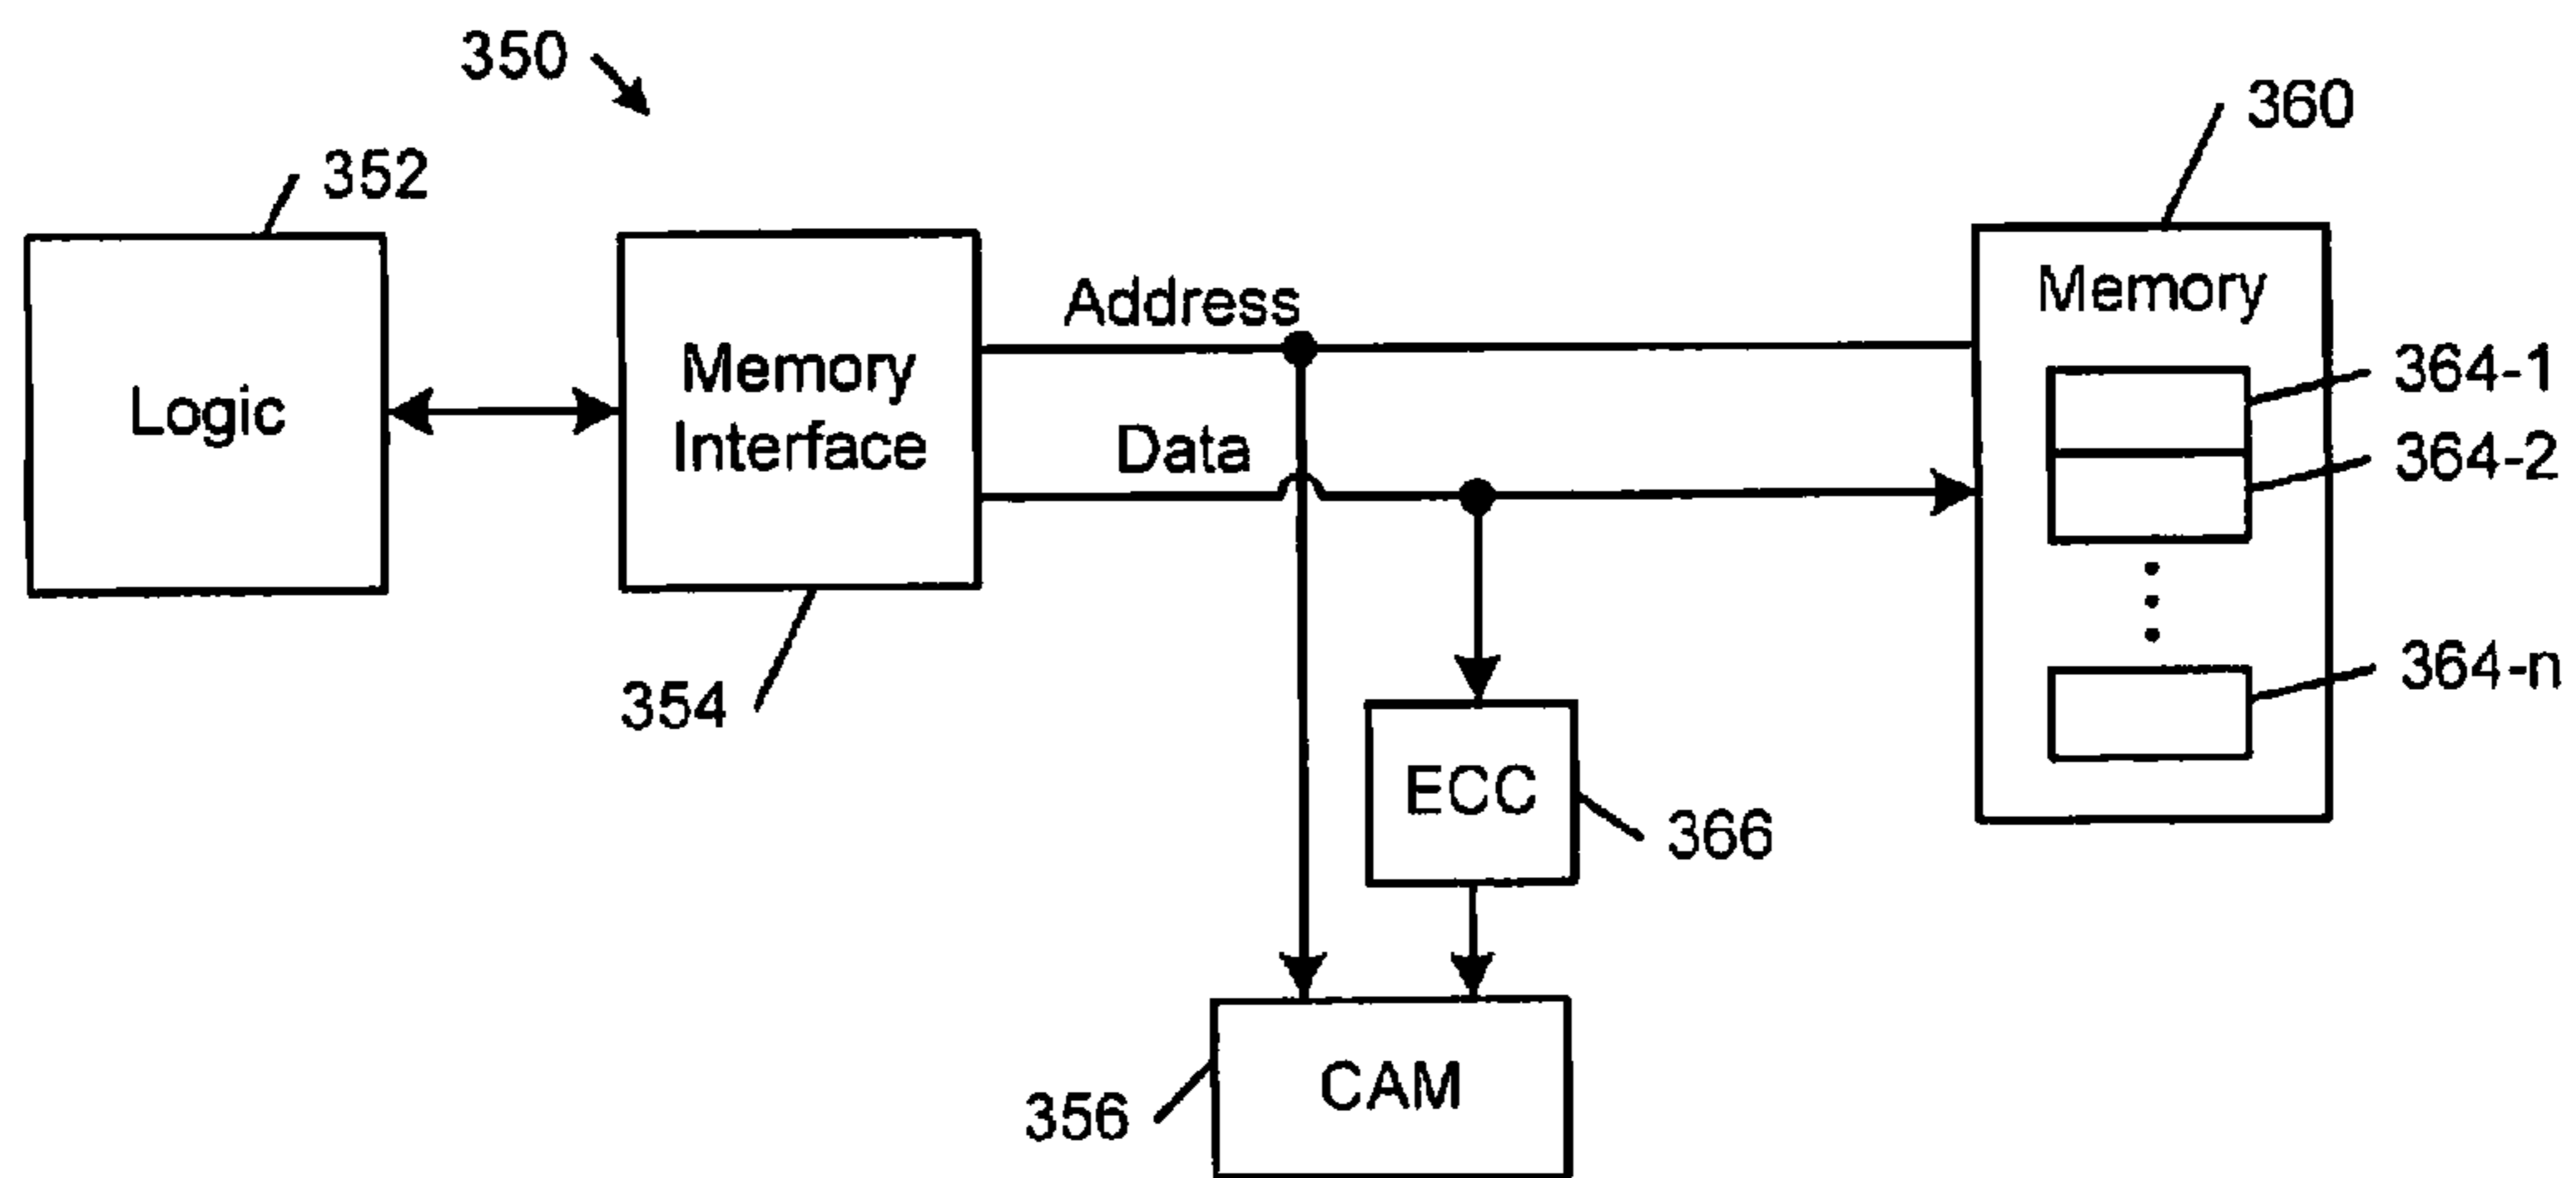 350
360
352
Memory
Address
364-1
Memory
Interface
Logic
Data
364-2
364-n
354
ECC
366
CAM
356